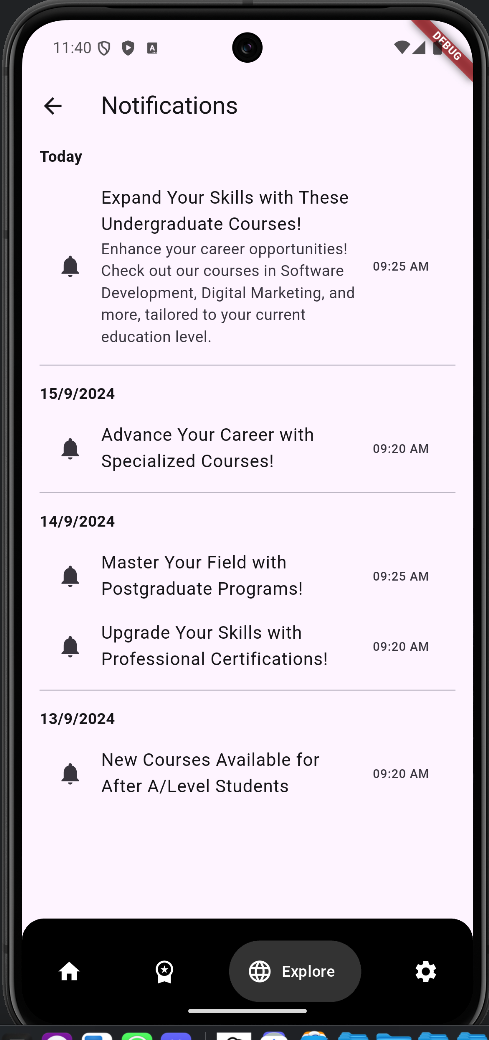 11:40
DEBUG
Notifications
Today
Expand Your Skills with These
Undergraduate Courses!
Enhance your career opportunities!
Check out our courses in Software
Development, Digital Marketing, and
more, tailored to your current
education level.
09:25 AM
15/9/2024
Advance Your Career with
Specialized Courses!
09:20 AM
14/9/2024
Master Your Field with
Postgraduate Programs!
09:25 AM
Upgrade Your Skills with
Professional Certifications!
09:20 AM
13/9/2024
New Courses Available for
After A/Level Students
09:20 AM
Explore